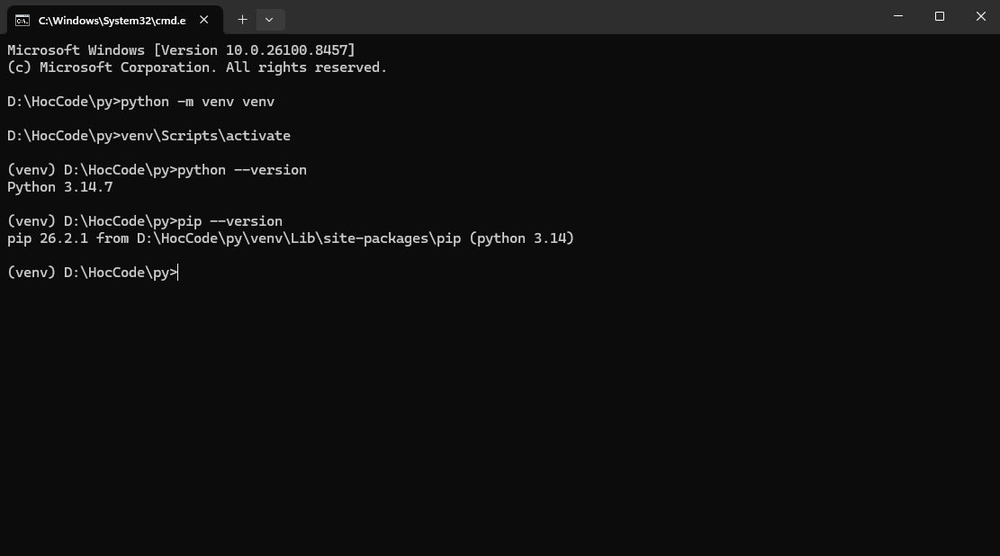 C:\Windows\System32\cmd.e
Microsoft Windows [Version 10.0.26100.8457]
(c) Microsoft Corporation. All rights reserved.
D:\HocCode\py>python -m venv venv
D:\HocCode\py>venv\Scripts\activate
(venv) D:\HocCode\py>python --version
Python 3.14.7
(venv) D:\HocCode\py>pip --version
pip 26.2.1 from D:\HocCode\py\venv\Lib\site-packages\pip (python 3.14)
(venv) D:\HocCode\py>